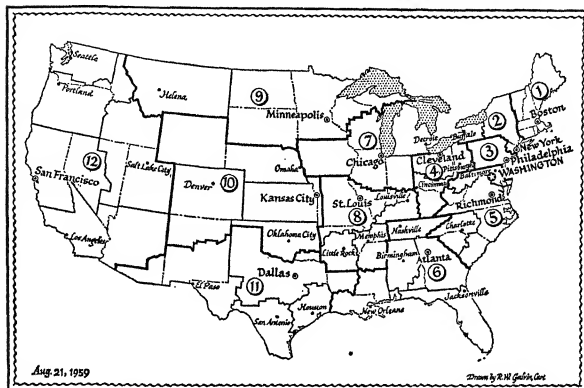 Seattle
Portland
Helena
⑨
Minneapolis
①
Boston
②
Buffalo
Detroit
⑦
Chicago
Cleveland
④
③
New York
Philadelphia
Pittsburgh
Baltimore
WASHINGTON
Cincinnati
⑫
San Francisco
Salt Lake City
Denver
⑩
Omaha
Kansas City
St. Louis
⑧
Louisville
Richmond
⑤
Los Angeles
Oklahoma City
Little Rock
Memphis
Nashville
Charlotte
Birmingham
Atlanta
⑥
El Paso
Dallas
⑪
San Antonio
Houston
New Orleans
Jacksonville
Aug. 21, 1959
Drawn by R. W. Galvin, Cart.